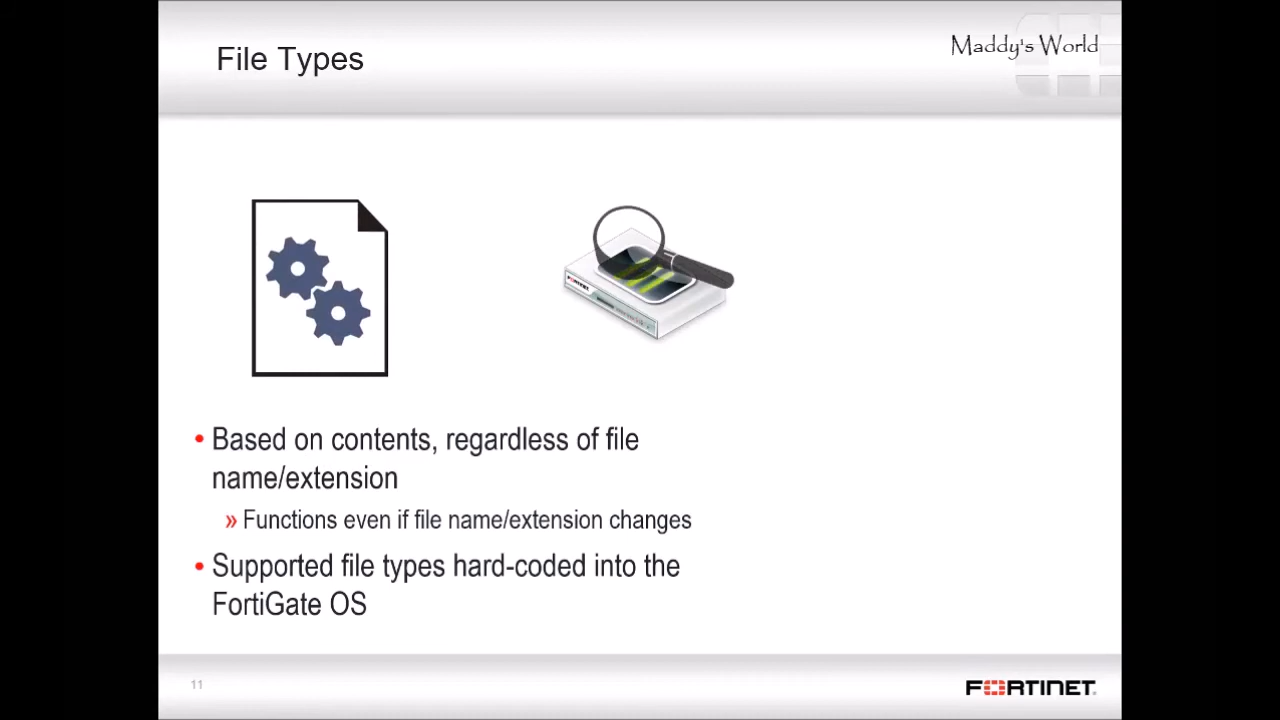 File Types
Maddy's World
FORTINET
• Based on contents, regardless of file
name/extension
» Functions even if file name/extension changes
• Supported file types hard-coded into the
FortiGate OS
11
FORTINET